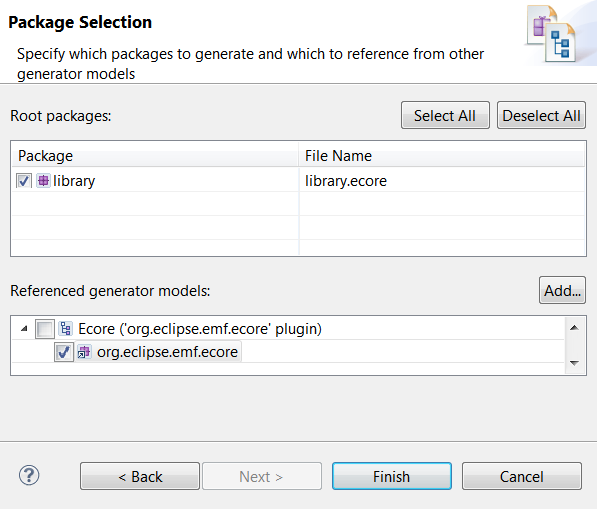 Package Selection
Specify which packages to generate and which to reference from other
generator models
Root packages:
Select All
Deselect All
Package
File Name
library
library.ecore
Referenced generator models:
Add...
Ecore ('org.eclipse.emf.ecore' plugin)
org.eclipse.emf.ecore
?
< Back
Next >
Finish
Cancel